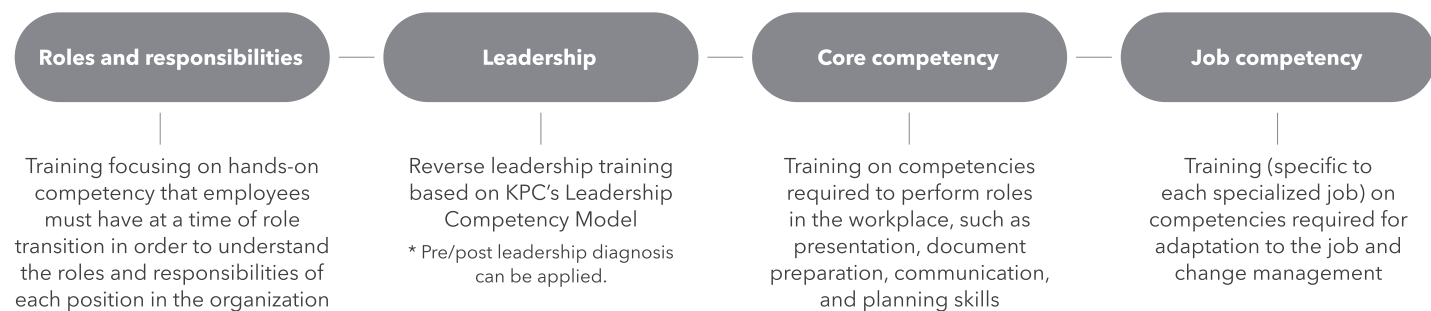 Roles and responsibilities
Training focusing on hands-on
competency that employees
must have at a time of role
transition in order to understand
the roles and responsibilities of
each position in the organization
Leadership
Reverse leadership training
based on KPC’s Leadership
Competency Model
* Pre/post leadership diagnosis
can be applied.
Core competency
Training on competencies
required to perform roles
in the workplace, such as
presentation, document
preparation, communication,
and planning skills
Job competency
Training (specific to
each specialized job) on
competencies required for
adaptation to the job and
change management